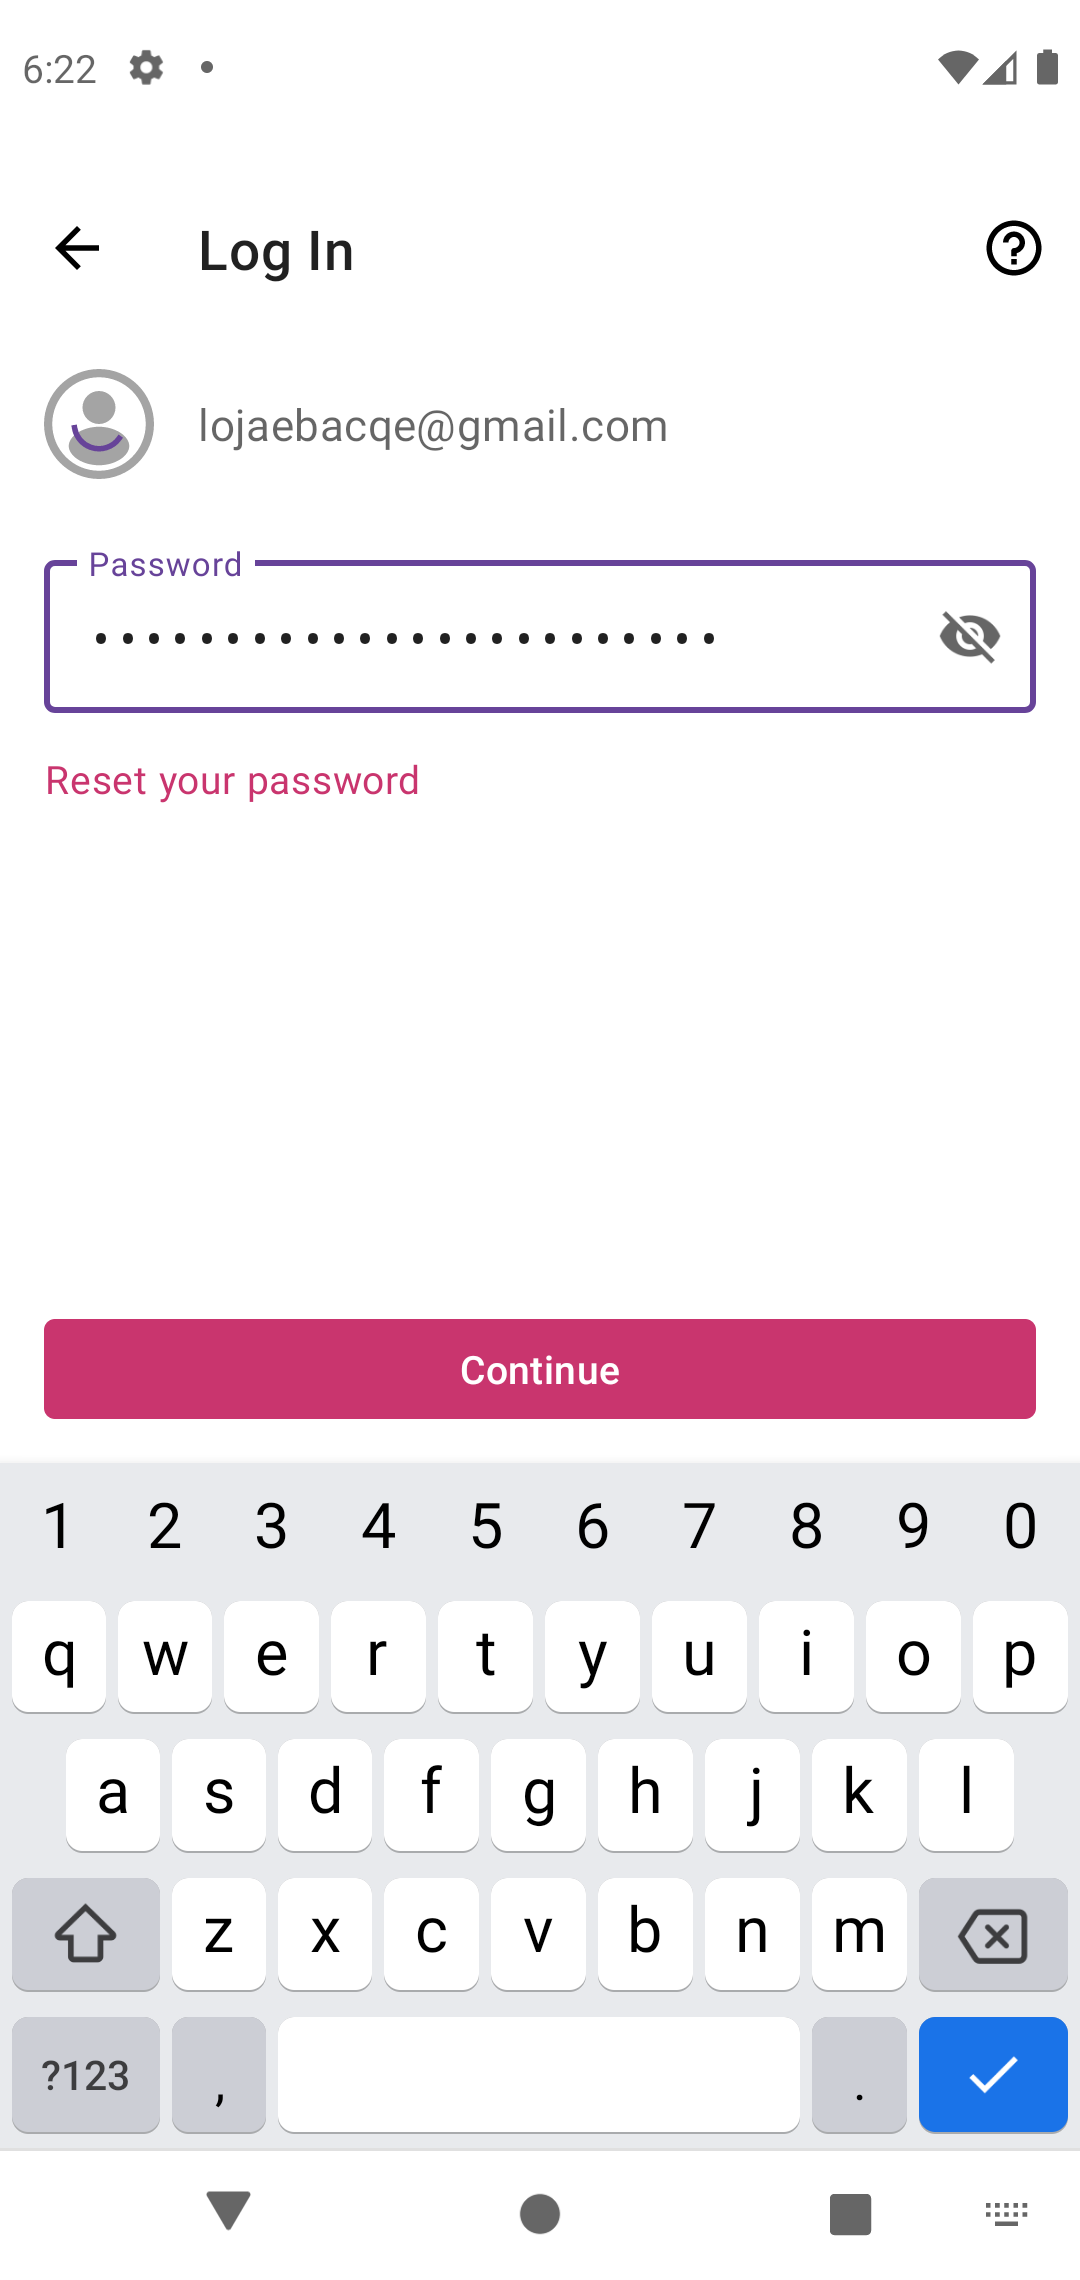 6:22
Log In
lojaebacqe@gmail.com
Password
••••••••••••••••••••••••
Reset your password
Continue
1 2 3 4 5 6 7 8 9 0
q w e r t y u i o p
a s d f g h j k l
z x c v b n m
?123 , .